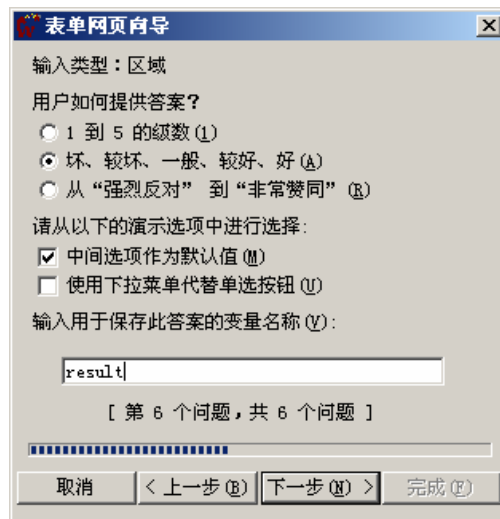 表单网页向导
输入类型：区域
用户如何提供答案？
1 到 5 的级数(1)
坏、较坏、一般、较好、好(A)
从“强烈反对” 到“非常赞同” (R)
请从以下的演示选项中进行选择:
中间选项作为默认值(M)
使用下拉菜单代替单选按钮(U)
输入用于保存此答案的变量名称(V):
result
[ 第 6 个问题，共 6 个问题 ]
取消 < 上一步(B) 下一步(N) > 完成(F)